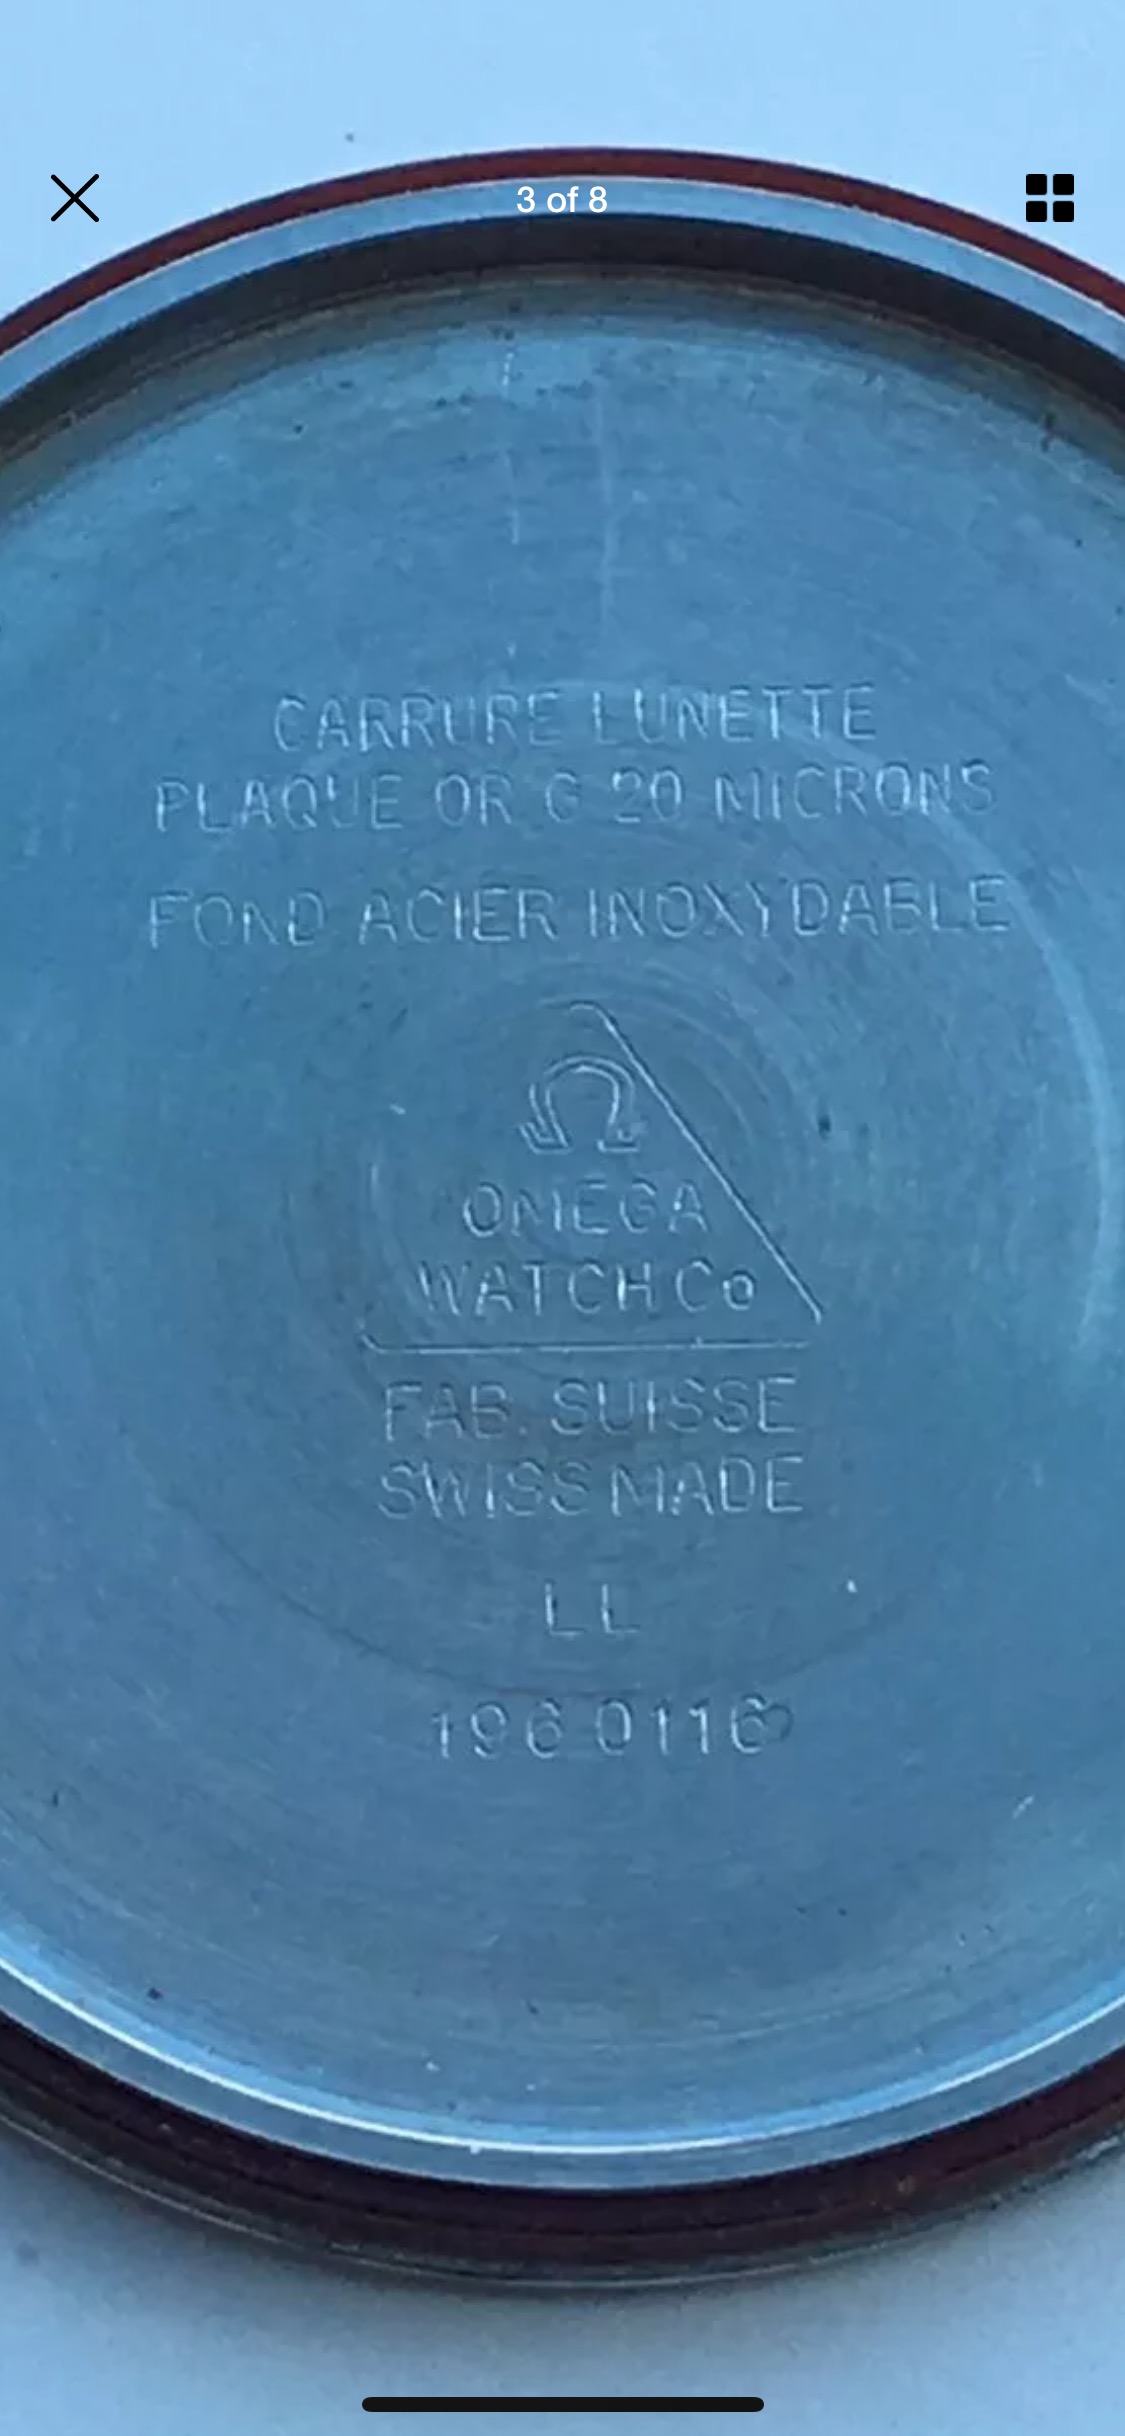 3 of 8
CARRURE LUNETTE
PLAQUE OR G 20 MICRONS
FOND ACIER INOXYDABLE
Ω
OMEGA
WATCH Co
FAB. SUISSE
SWISS MADE
LL
196 0116